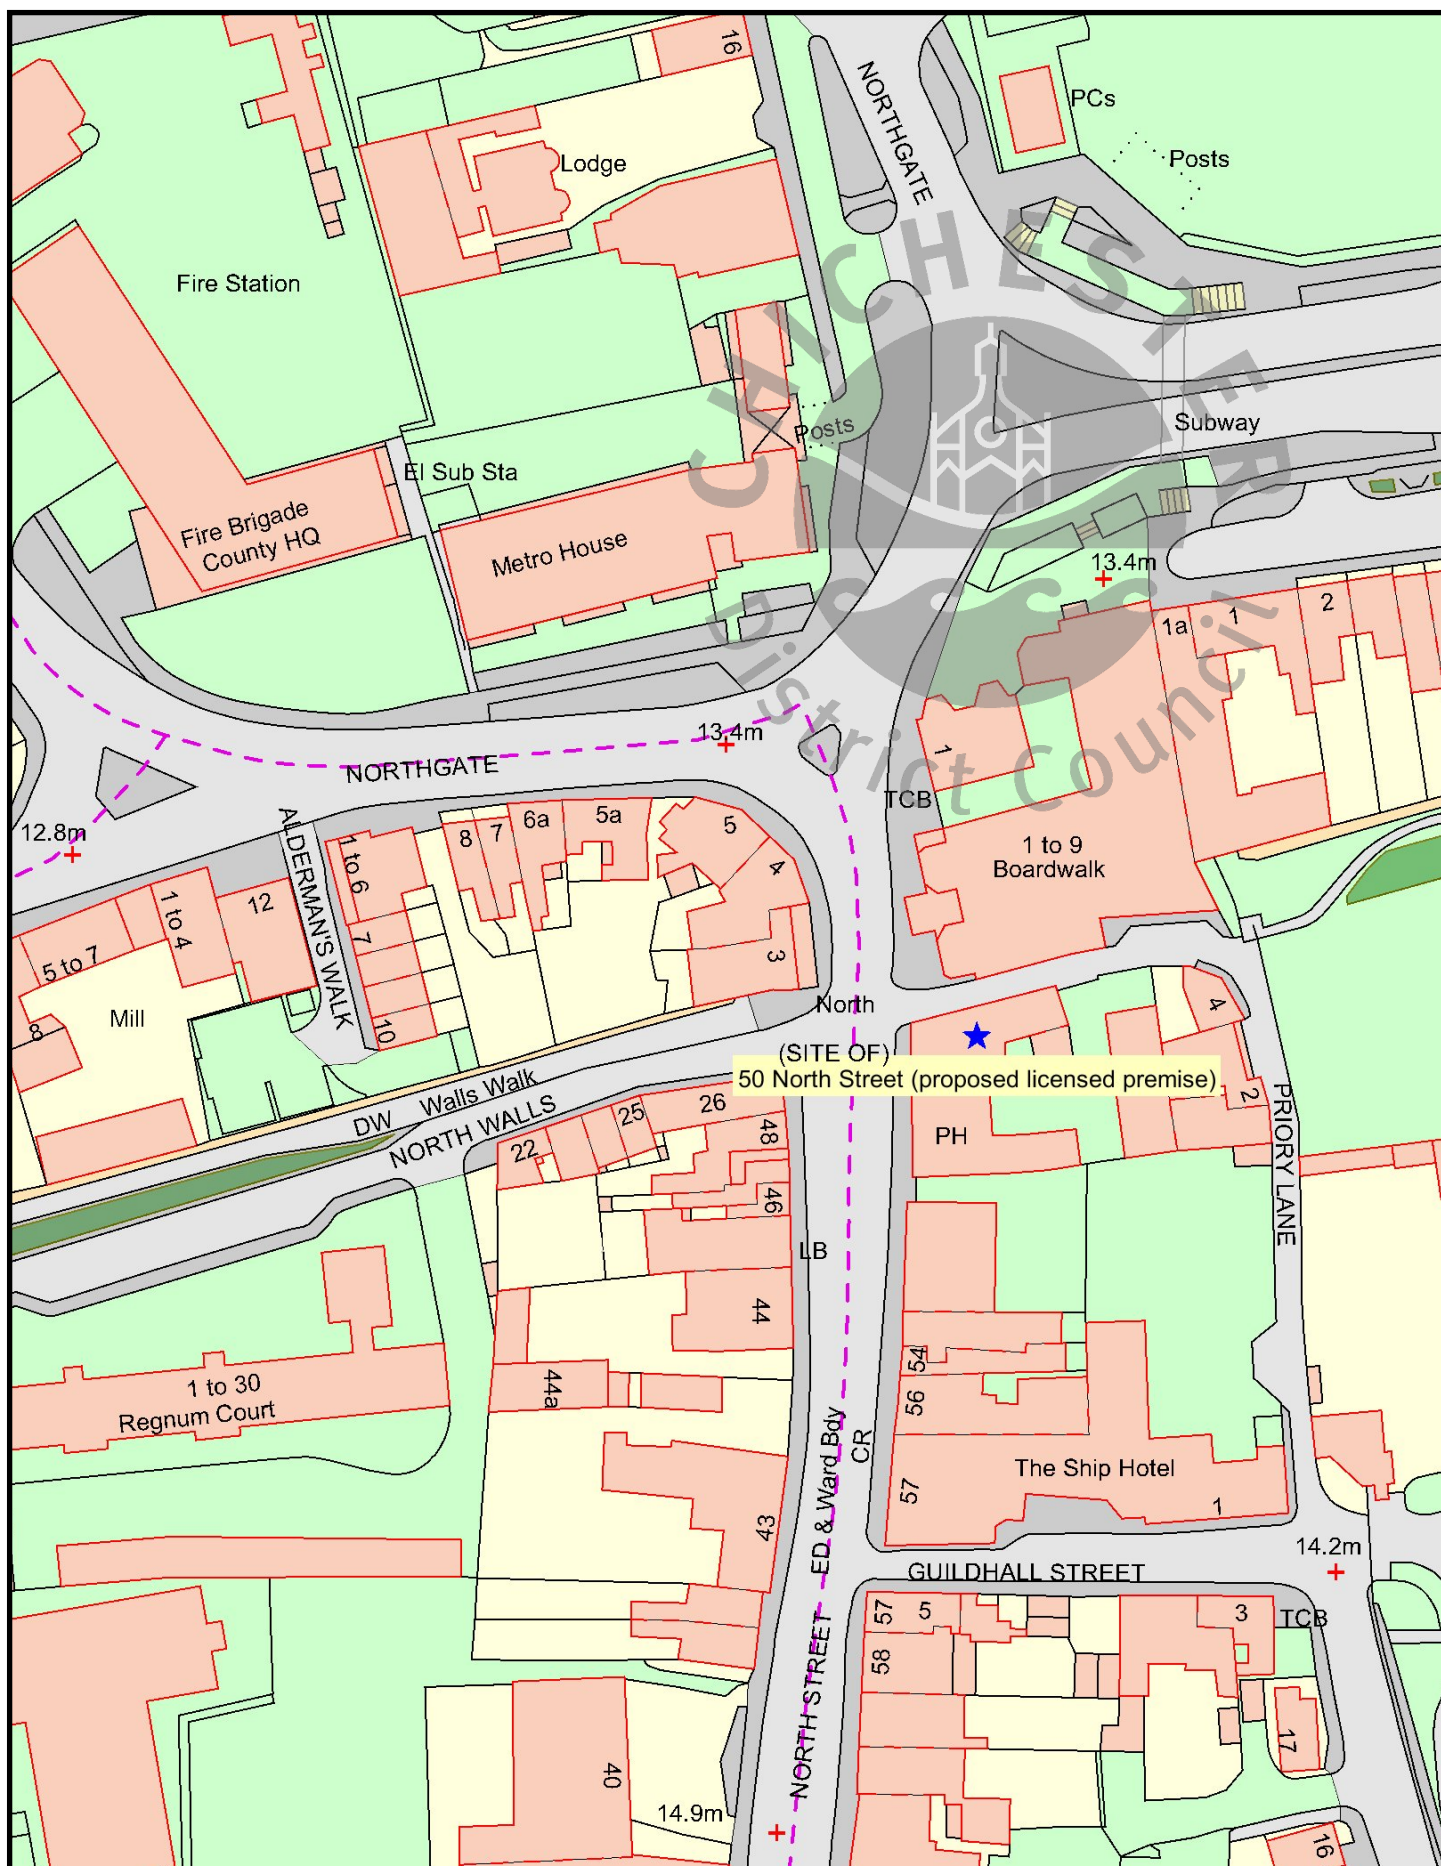 16
NORTHGATE
PCs
Posts
Lodge
Fire Station
CHICHESTER
Posts
Subway
El Sub Sta
Fire Brigade
County HQ
Metro House
13.4m
District Council
1a
1
2
13.4m
NORTHGATE
1
TCB
12.8m
ALDERMAN'S WALK
1 to 6
8
7
6a
5a
5
4
1 to 9
Boardwalk
1 to 4
12
7
5 to 7
3
8
Mill
10
North
4
(SITE OF)
50 North Street (proposed licensed premise)
DW
Walls Walk
NORTH WALLS
22
25
26
48
PH
2
PRIORY LANE
46
LB
44
1 to 30
Regnum Court
44a
54
56
ED & Ward Bdy
CR
The Ship Hotel
57
1
43
14.2m
GUILDHALL STREET
57
5
3
TCB
58
NORTH STREET
17
40
14.9m
16